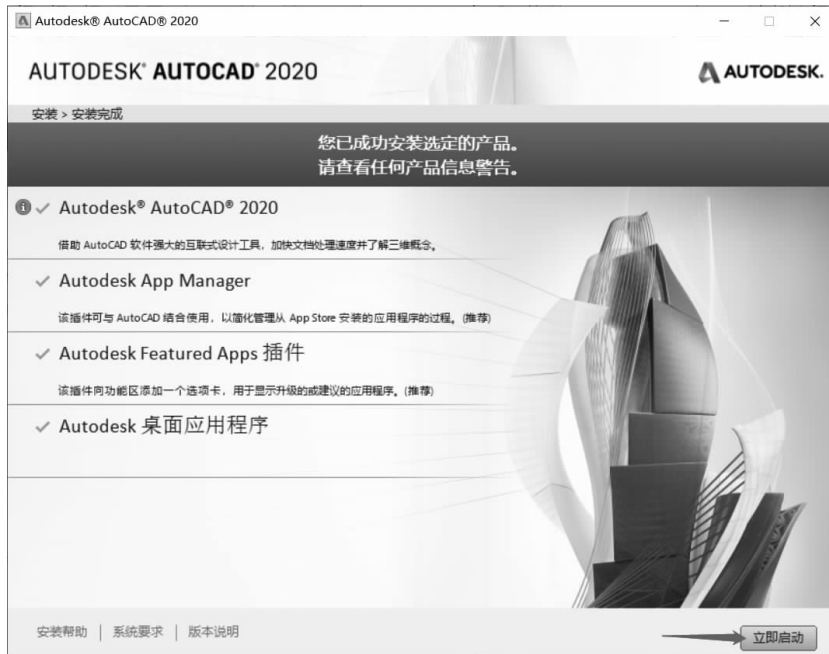 Autodesk® AutoCAD® 2020
AUTODESK® AUTOCAD® 2020
AUTODESK.
安装 > 安装完成
您已成功安装选定的产品。
请查看任何产品信息警告。
Autodesk® AutoCAD® 2020
借助 AutoCAD 软件强大的互联式设计工具，加快文档处理速度并了解三维概念。
Autodesk App Manager
该插件可与 AutoCAD 结合使用，以简化管理从 App Store 安装的应用程序的过程。(推荐)
Autodesk Featured Apps 插件
该插件向功能区添加一个选项卡，用于显示升级的或建议的应用程序。(推荐)
Autodesk 桌面应用程序
安装帮助 | 系统要求 | 版本说明
立即启动